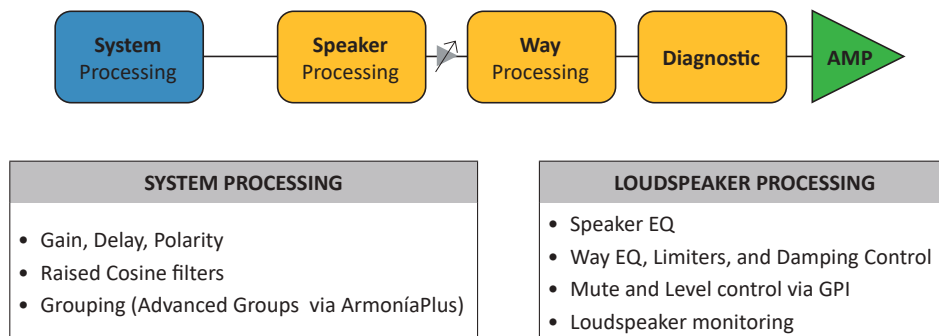 System
Processing
Speaker
Processing
Way
Processing
Diagnostic
AMP
SYSTEM PROCESSING
• Gain, Delay, Polarity
• Raised Cosine filters
• Grouping (Advanced Groups  via ArmoníaPlus)
LOUDSPEAKER PROCESSING
• Speaker EQ
• Way EQ, Limiters, and Damping Control
• Mute and Level control via GPI
• Loudspeaker monitoring